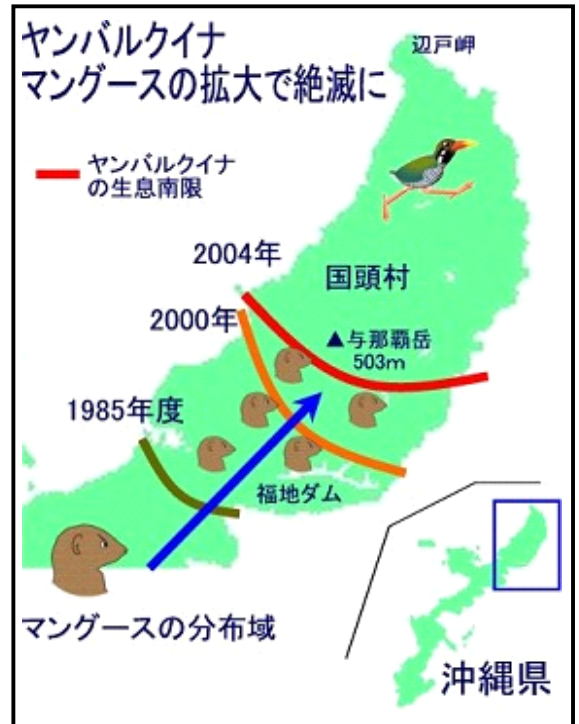 ヤンバルクイナ
マングースの拡大で絶滅に
辺戸岬
ヤンバルクイナ
の生息南限
2004年
国頭村
2000年
▲与那覇岳
503m
1985年度
福地ダム
マングースの分布域
沖縄県